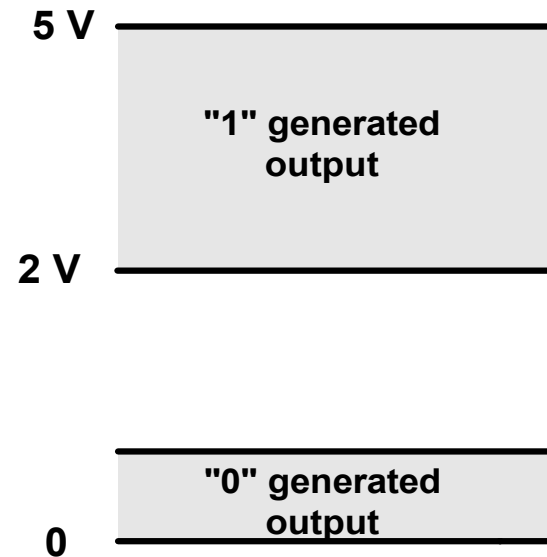 5 V
"1" generated
output
2 V
"0" generated
output
0